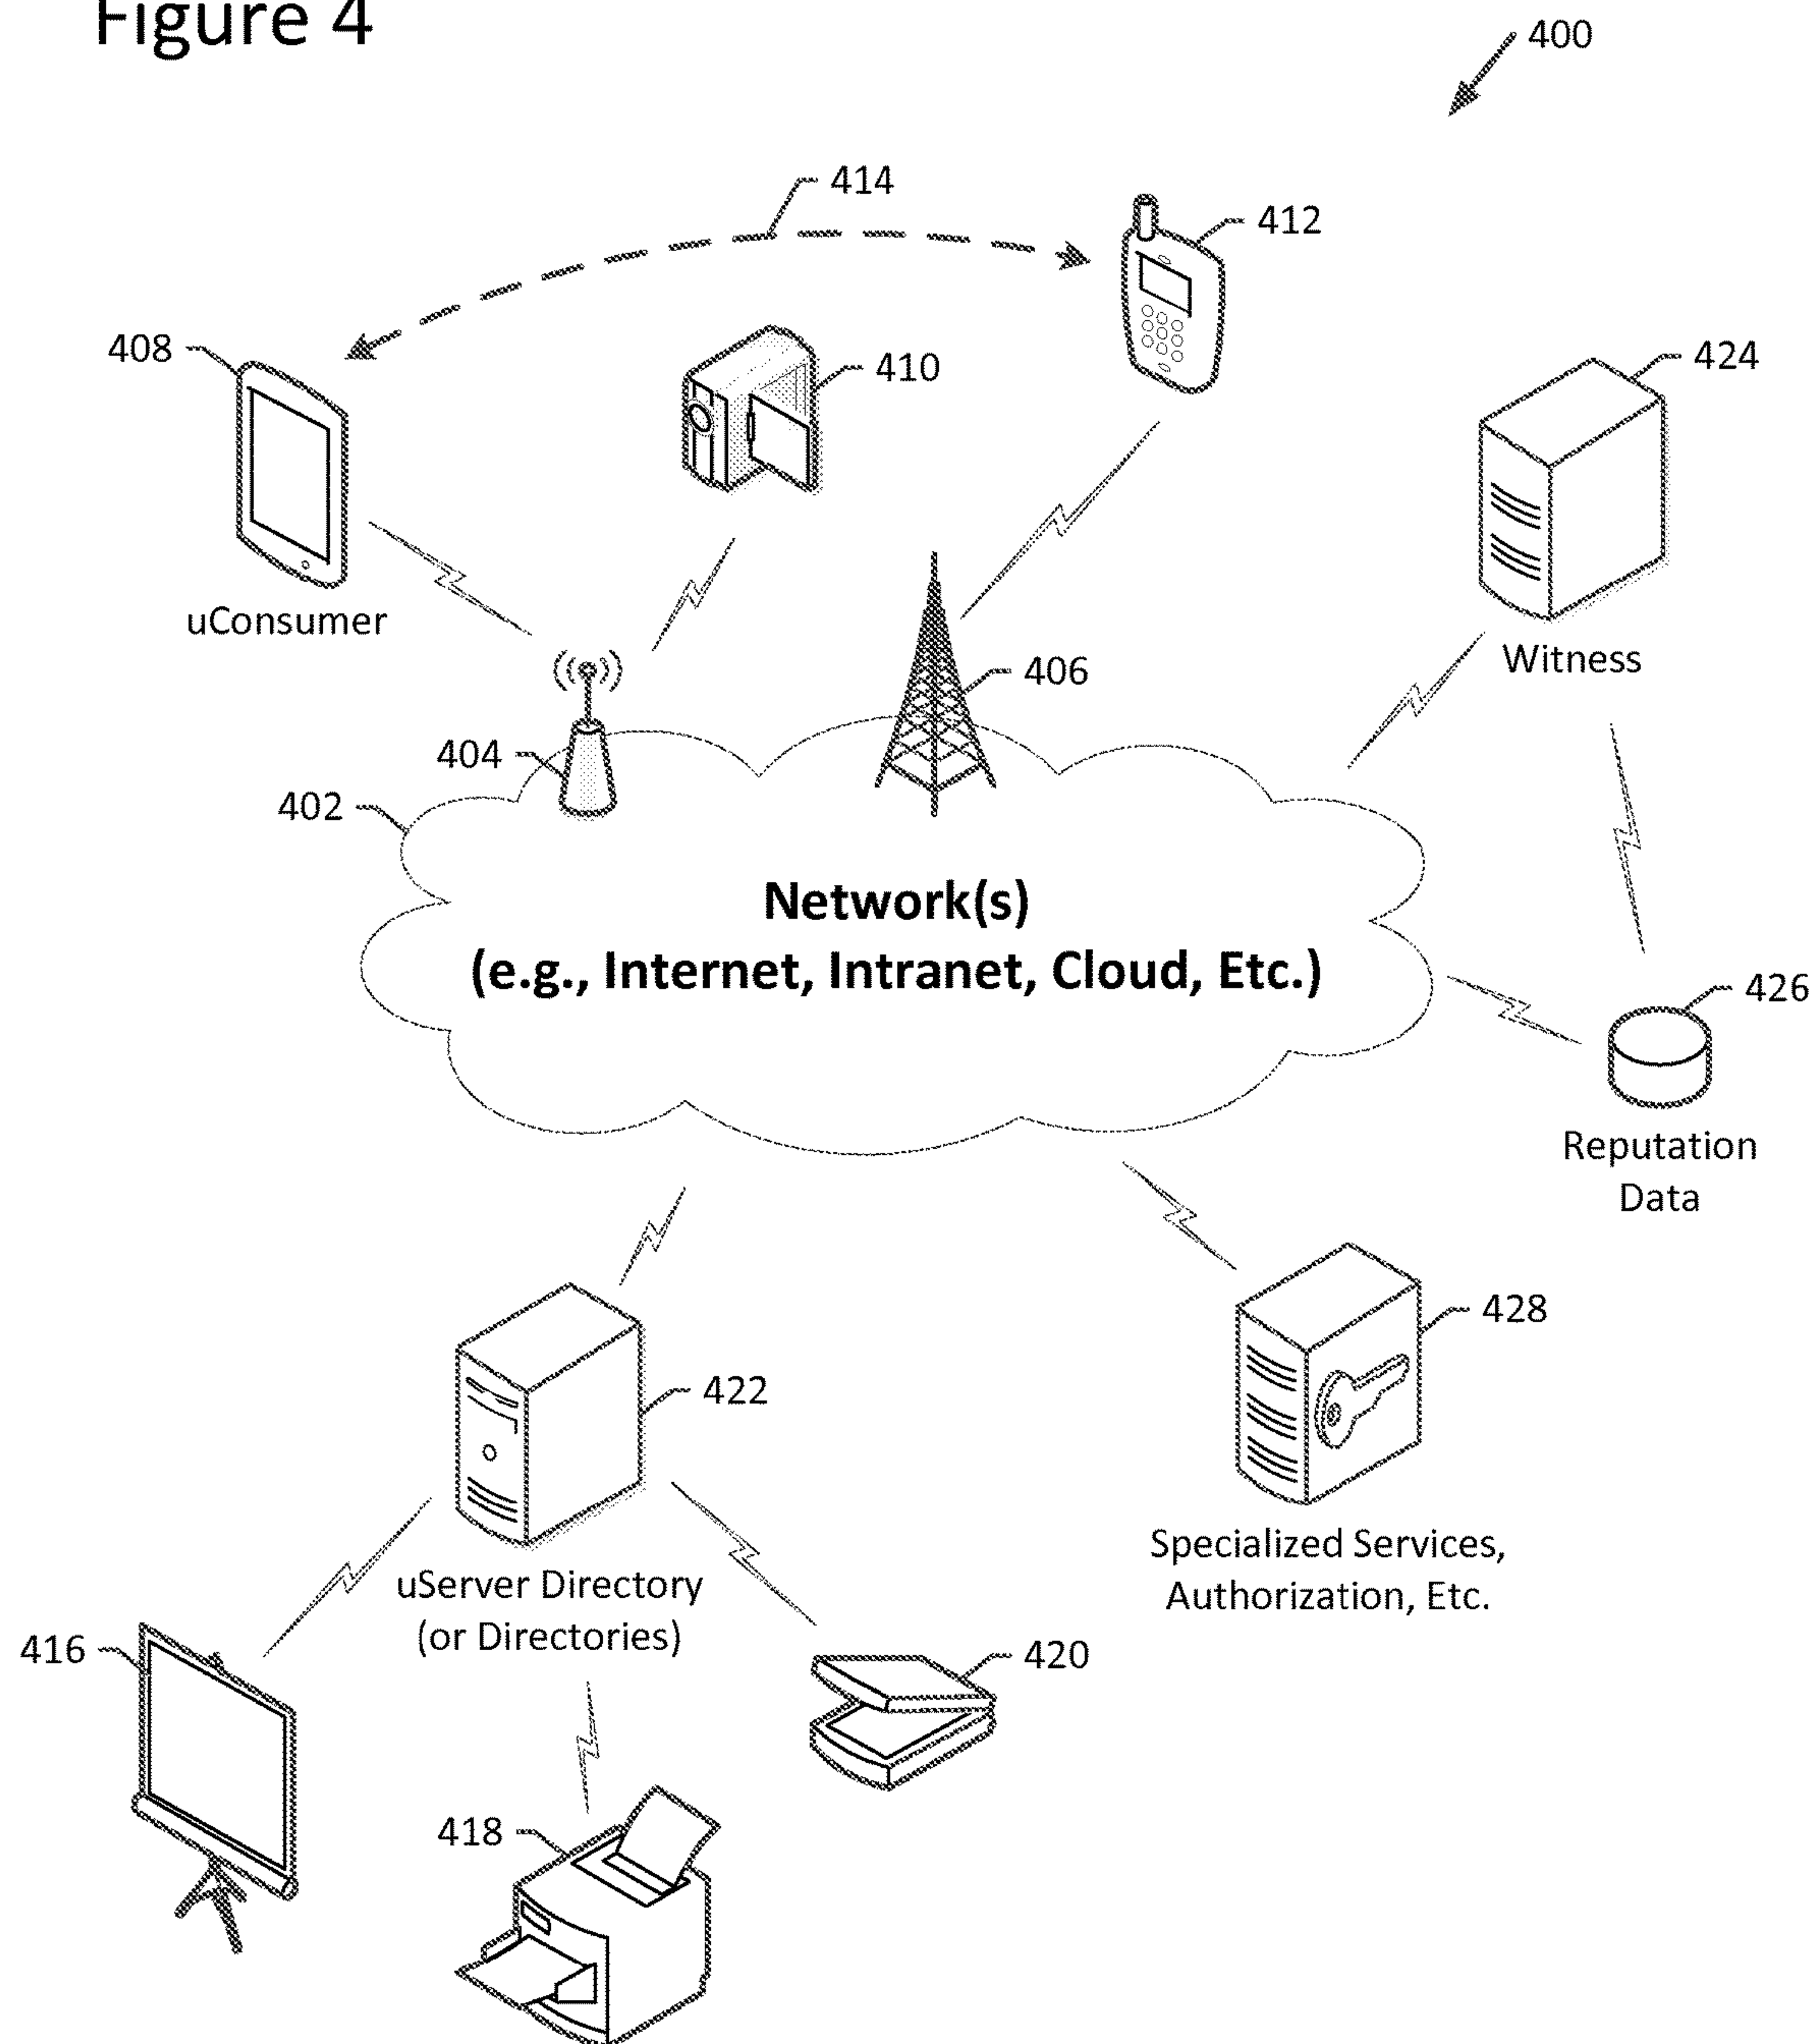 Figure 4
400
414
412
408
410
424
uConsumer
Witness
406
404
402
Network(s)
(e.g., Internet, Intranet, Cloud, Etc.)
426
Reputation
Data
428
422
Specialized Services,
Authorization, Etc.
uServer Directory
(or Directories)
416
420
418